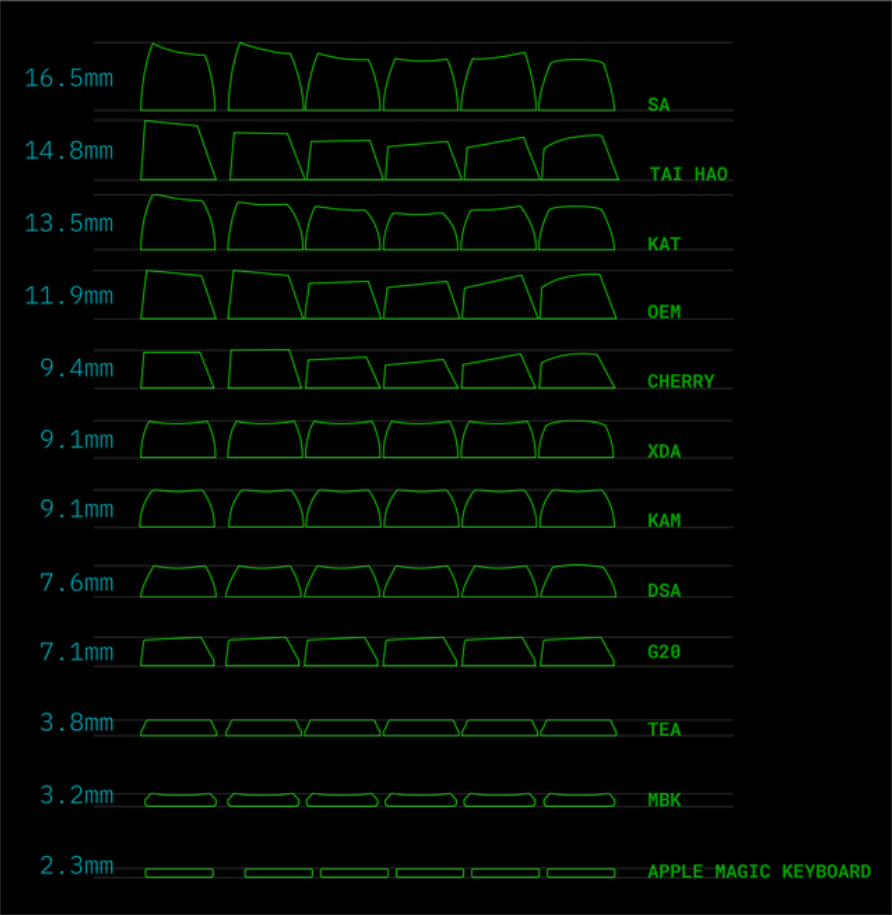 16.5mm SA
14.8mm TAI HAO
13.5mm KAT
11.9mm OEM
9.4mm CHERRY
9.1mm XDA
9.1mm KAM
7.6mm DSA
7.1mm G20
3.8mm TEA
3.2mm MBK
2.3mm APPLE MAGIC KEYBOARD